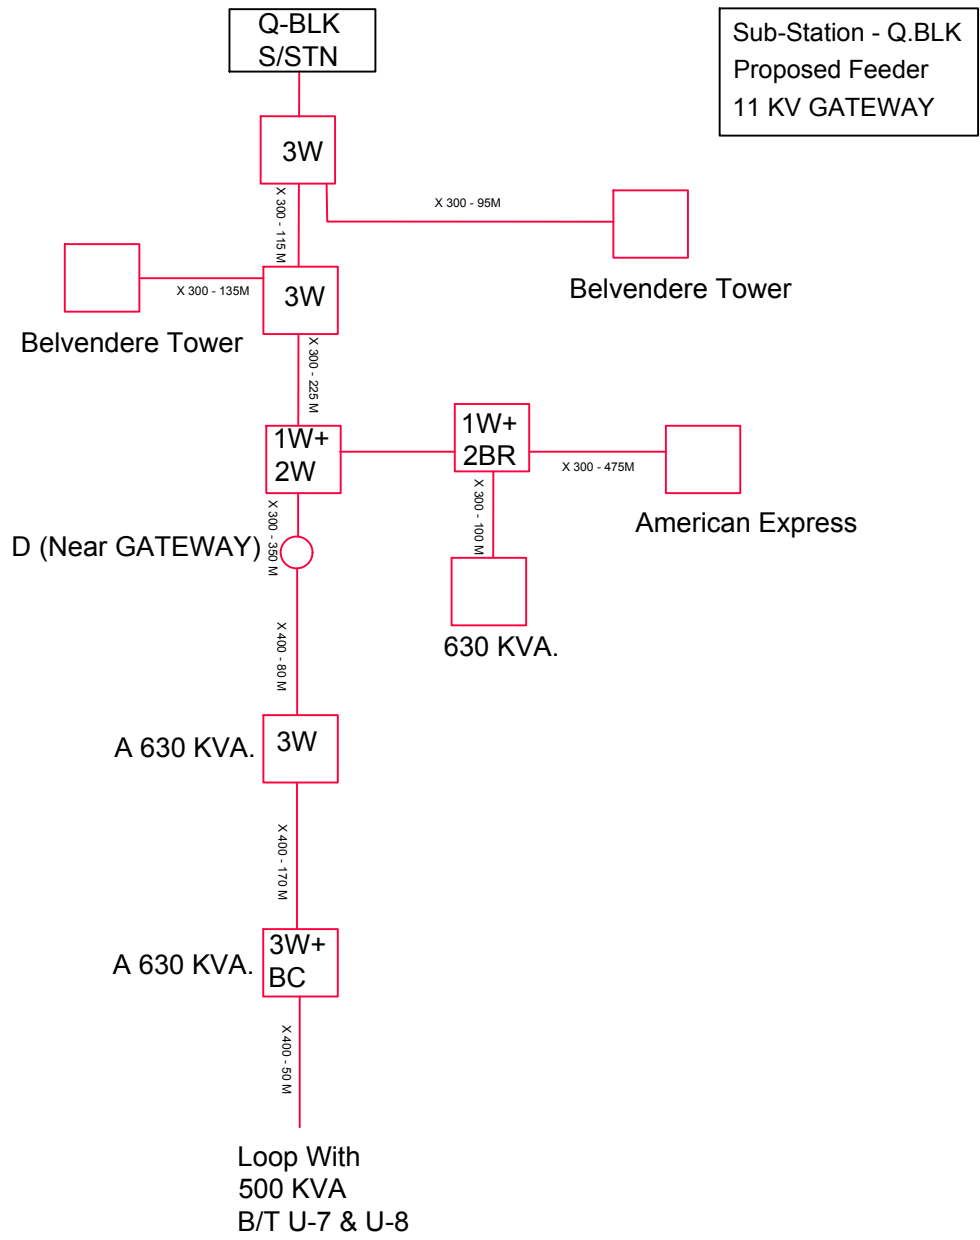 Q-BLK
S/STN
Sub-Station - Q.BLK
Proposed Feeder
11 KV GATEWAY
3W
X 300 - 115 M
X 300 - 95M
Belvendere Tower
X 300 - 135M
3W
Belvendere Tower
X 300 - 225 M
1W+
2W
1W+
2BR
X 300 - 475M
American Express
X 300 - 100 M
630 KVA.
X 300 - 350 M
D (Near GATEWAY)
X 400 - 80 M
A 630 KVA.
3W
X 400 - 170 M
A 630 KVA.
3W+
BC
X 400 - 50 M
Loop With
500 KVA
B/T U-7 & U-8